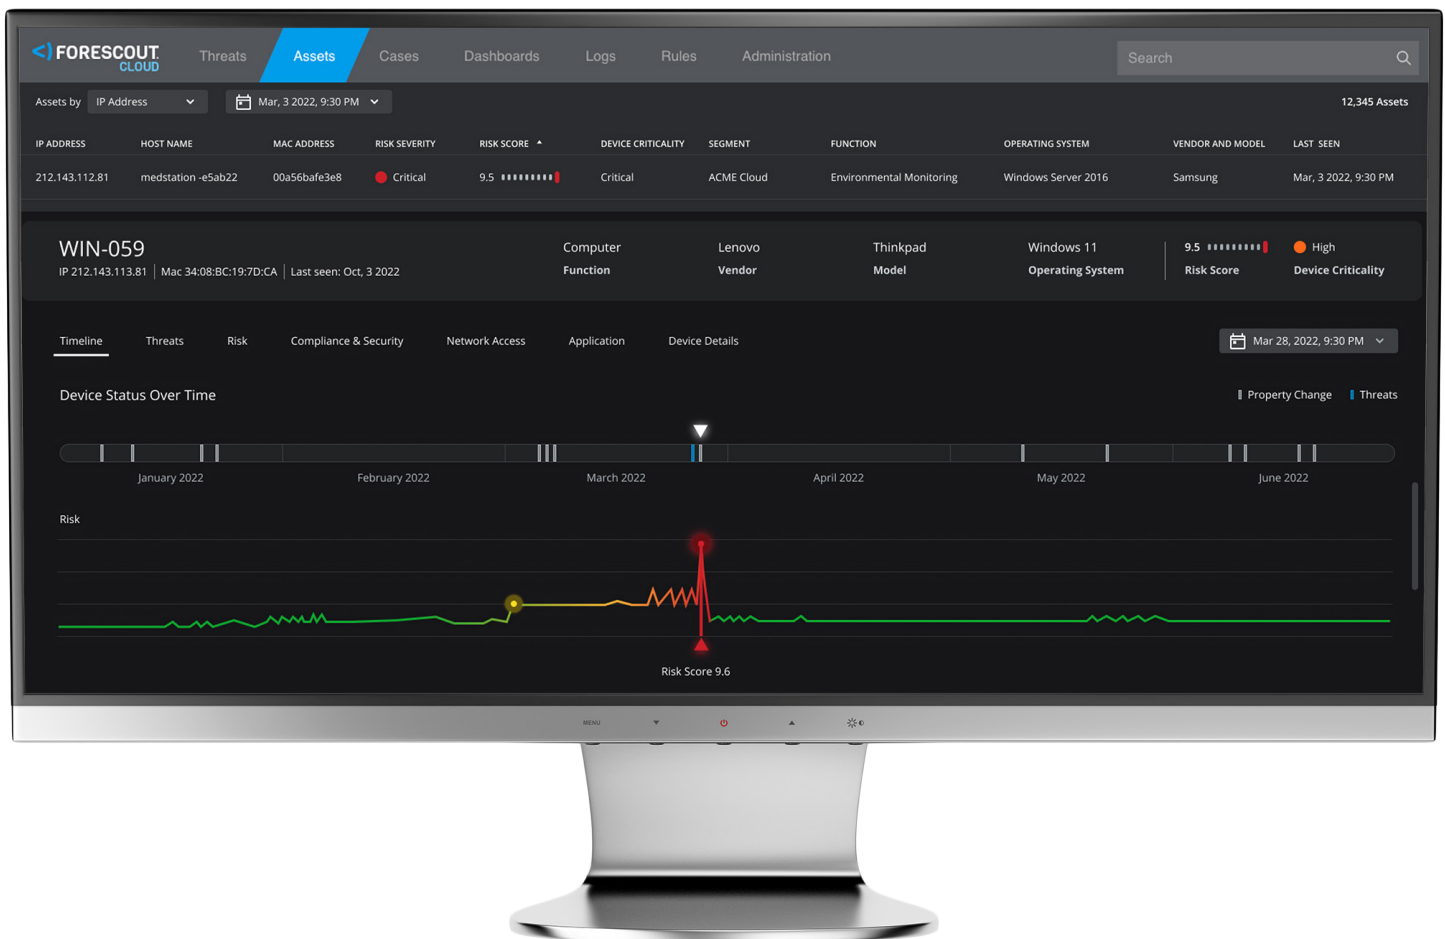 FORESCOUT.
CLOUD
Threats Assets Cases Dashboards Logs Rules Administration Search
Assets by IP Address Mar, 3 2022, 9:30 PM 12,345 Assets
IP ADDRESS HOST NAME MAC ADDRESS RISK SEVERITY RISK SCORE DEVICE CRITICALITY SEGMENT FUNCTION OPERATING SYSTEM VENDOR AND MODEL LAST SEEN
212.143.112.81 medstation -e5ab22 00a56bafe3e8 Critical 9.5 Critical ACME Cloud Environmental Monitoring Windows Server 2016 Samsung Mar, 3 2022, 9:30 PM
WIN-059 Computer Lenovo Thinkpad Windows 11 9.5 High
IP 212.143.113.81 | Mac 34:08:BC:19:7D:CA | Last seen: Oct, 3 2022 Function Vendor Model Operating System Risk Score Device Criticality
Timeline Threats Risk Compliance & Security Network Access Application Device Details Mar 28, 2022, 9:30 PM
Device Status Over Time Property Change Threats
January 2022 February 2022 March 2022 April 2022 May 2022 June 2022
Risk
Risk Score 9.6
MENU